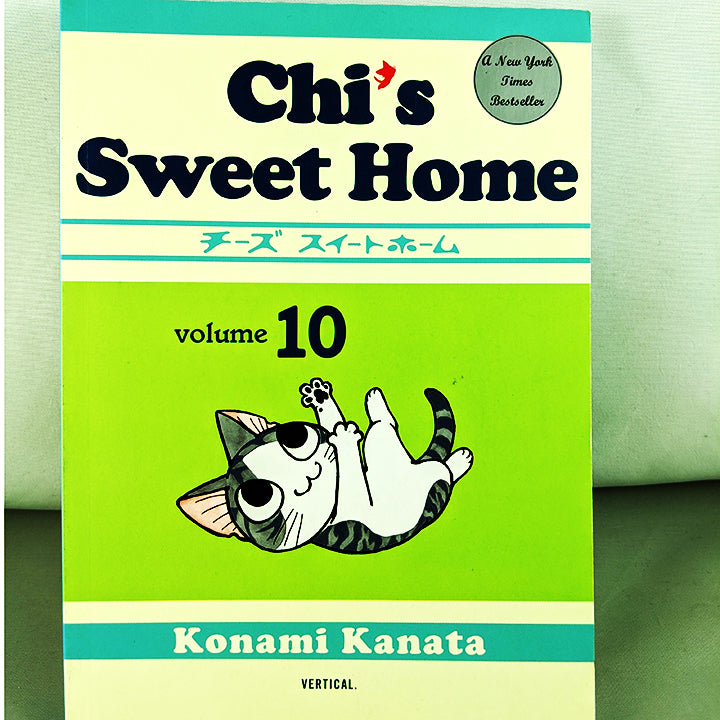 Chi's
Sweet Home
A New York
Times
Bestseller
チーズ スイートホーム
volume 10
Konami Kanata
VERTICAL.